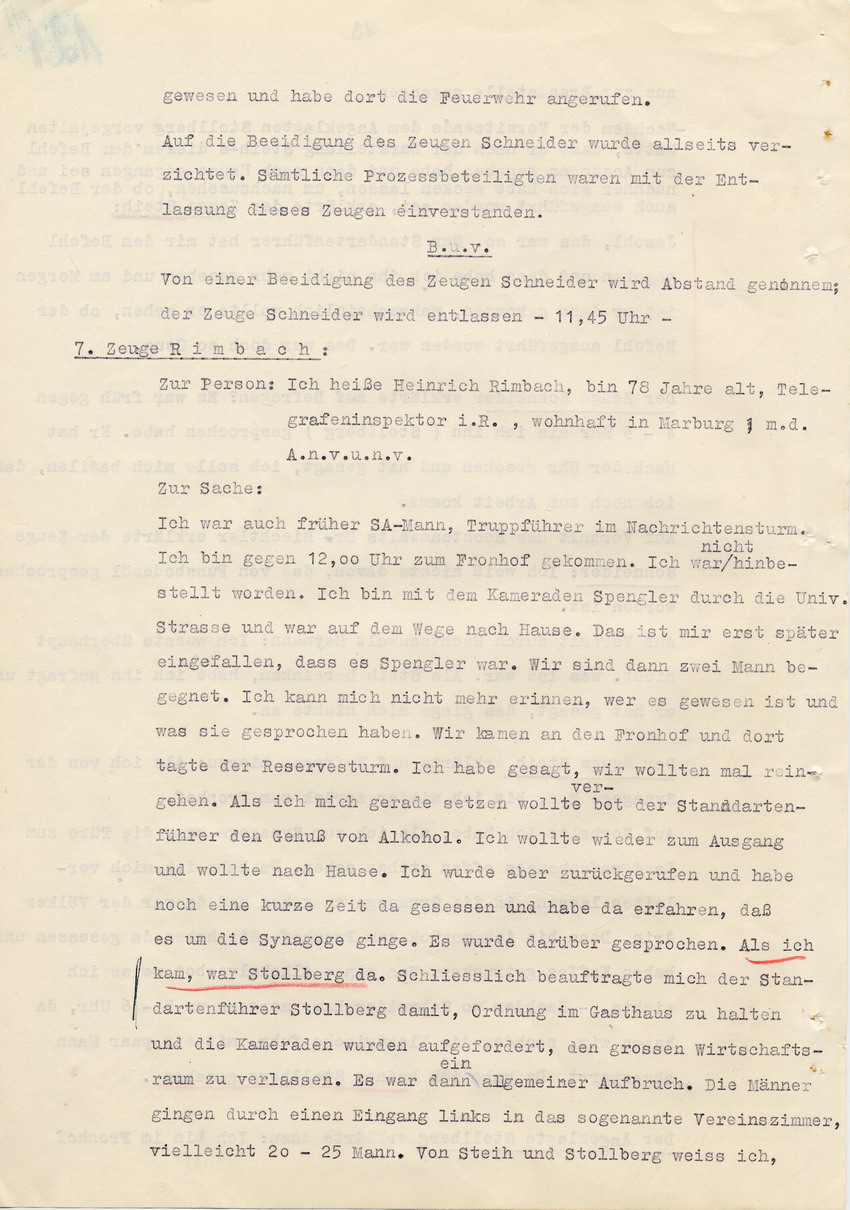 gewesen und habe dort die Feuerwehr angerufen.
Auf die Beeidigung des Zeugen Schneider wurde allseits ver-
zichtet. Sämtliche Prozessbeteiligten waren mit der Ent-
lassung dieses Zeugen einverstanden.
B.u.v.
Von einer Beeidigung des Zeugen Schneider wird Abstand genonnem;
der Zeuge Schneider wird entlassen - 11,45 Uhr -
7. Zeuge R i m b a c h :
Zur Person: Ich heiße Heinrich Rimbach, bin 78 Jahre alt, Tele-
grafeninspektor i.R. , wohnhaft in Marburg m.d.
A.n.v.u.n.v.
Zur Sache:
Ich war auch früher SA-Mann, Truppführer im Nachrichtensturm.
nicht
Ich bin gegen 12,oo Uhr zum Fronhof gekommen. Ich war/hinbe-
stellt worden. Ich bin mit dem Kameraden Spengler durch die Univ.
Strasse und war auf dem Wege nach Hause. Das ist mir erst später
eingefallen, dass es Spengler war. Wir sind dann zwei Mann be-
gegnet. Ich kann mich nicht mehr erinnen, wer es gewesen ist und
was sie gesprochen haben. Wir kamen an den Fronhof und dort
tagte der Reservesturm. Ich habe gesagt, wir wollten mal rein-
ver-
gehen. Als ich mich gerade setzen wollte bot der Standarten-
führer den Genuß von Alkohol. Ich wollte wieder zum Ausgang
und wollte nach Hause. Ich wurde aber zurückgerufen und habe
noch eine kurze Zeit da gesessen und habe da erfahren, daß
es um die Synagoge ginge. Es wurde darüber gesprochen. Als ich
kam, war Stollberg da. Schliesslich beauftragte mich der Stan-
dartenführer Stollberg damit, Ordnung im Gasthaus zu halten
und die Kameraden wurden aufgefordert, den grossen Wirtschafts-
ein
raum zu verlassen. Es war dann allgemeiner Aufbruch. Die Männer
gingen durch einen Eingang links in das sogenannte Vereinszimmer,
vielleicht 2o - 25 Mann. Von Steih und Stollberg weiss ich,